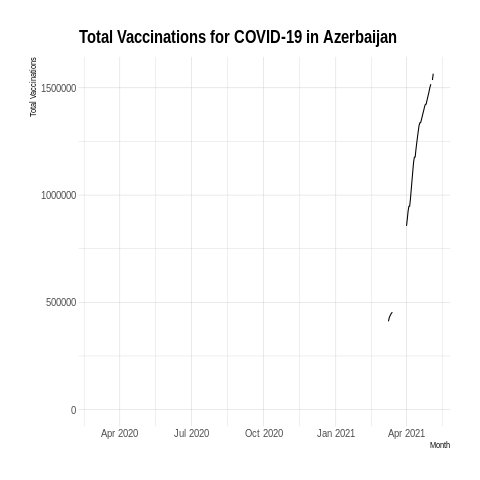 Total Vaccinations for COVID-19 in Azerbaijan
Total Vaccinations
1500000
1000000
500000
0
Apr 2020 Jul 2020 Oct 2020 Jan 2021 Apr 2021
Month